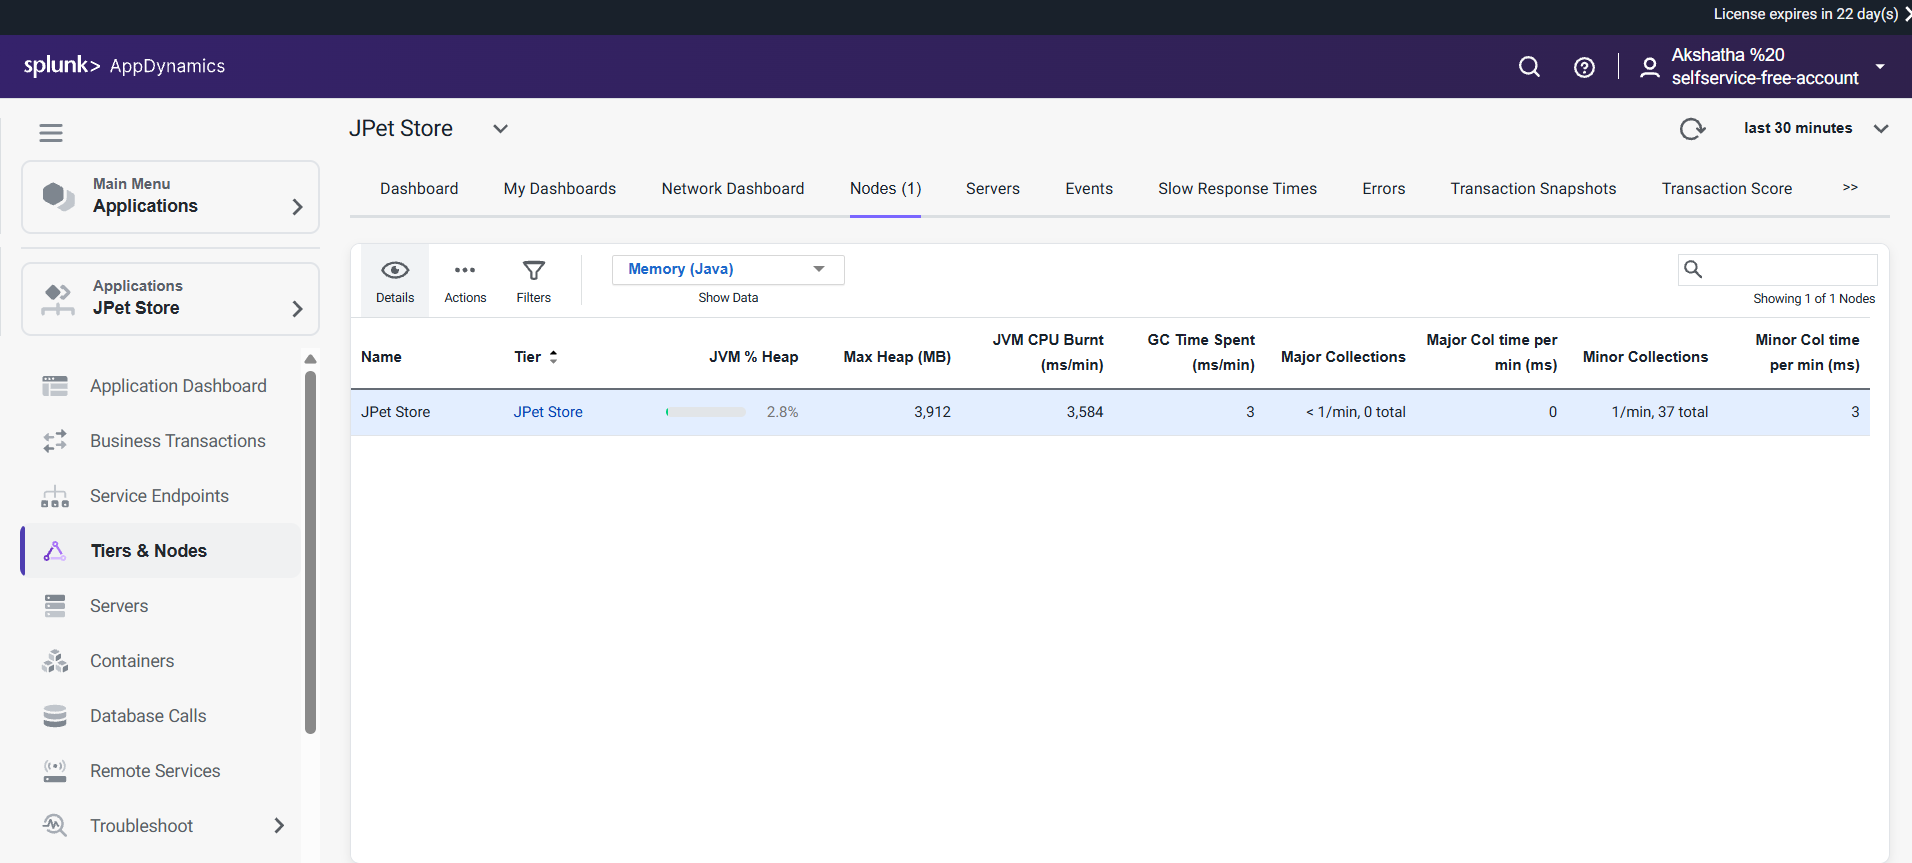 License expires in 22 day(s)
splunk> AppDynamics
Akshatha %20
selfservice-free-account
Main Menu
Applications
Applications
JPet Store
Application Dashboard
Business Transactions
Service Endpoints
Tiers & Nodes
Servers
Containers
Database Calls
Remote Services
Troubleshoot
JPet Store
last 30 minutes
Dashboard My Dashboards Network Dashboard Nodes (1) Servers Events Slow Response Times Errors Transaction Snapshots Transaction Score >>
Details Actions Filters
Memory (Java)
Show Data
Showing 1 of 1 Nodes
Name Tier JVM % Heap Max Heap (MB) JVM CPU Burnt (ms/min) GC Time Spent (ms/min) Major Collections Major Col time per min (ms) Minor Collections Minor Col time per min (ms)
JPet Store JPet Store 2.8% 3,912 3,584 3 < 1/min, 0 total 0 1/min, 37 total 3